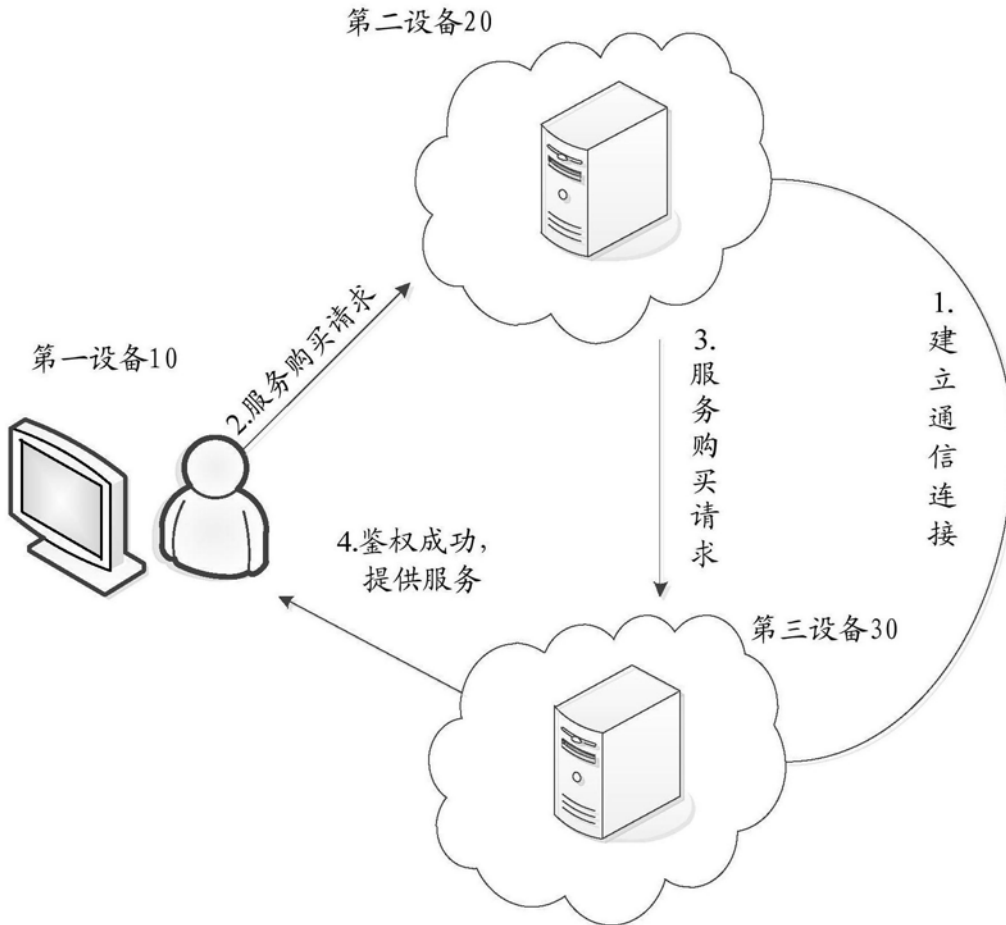 第二设备20
第一设备10
2.服务购买请求
3.
服
务
购
买
请
求
1.
建
立
通
信
连
接
4.鉴权成功,
提供服务
第三设备30